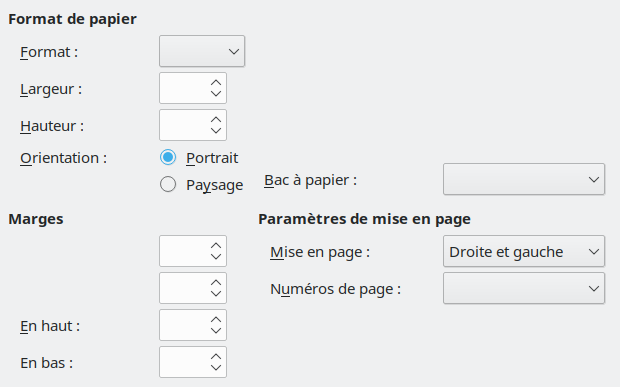 Format de papier
Format :
Largeur :
Hauteur :
Orientation :
Portrait
Paysage
Bac à papier :
Marges
Paramètres de mise en page
Mise en page :
Droite et gauche
Numéros de page :
En haut :
En bas :